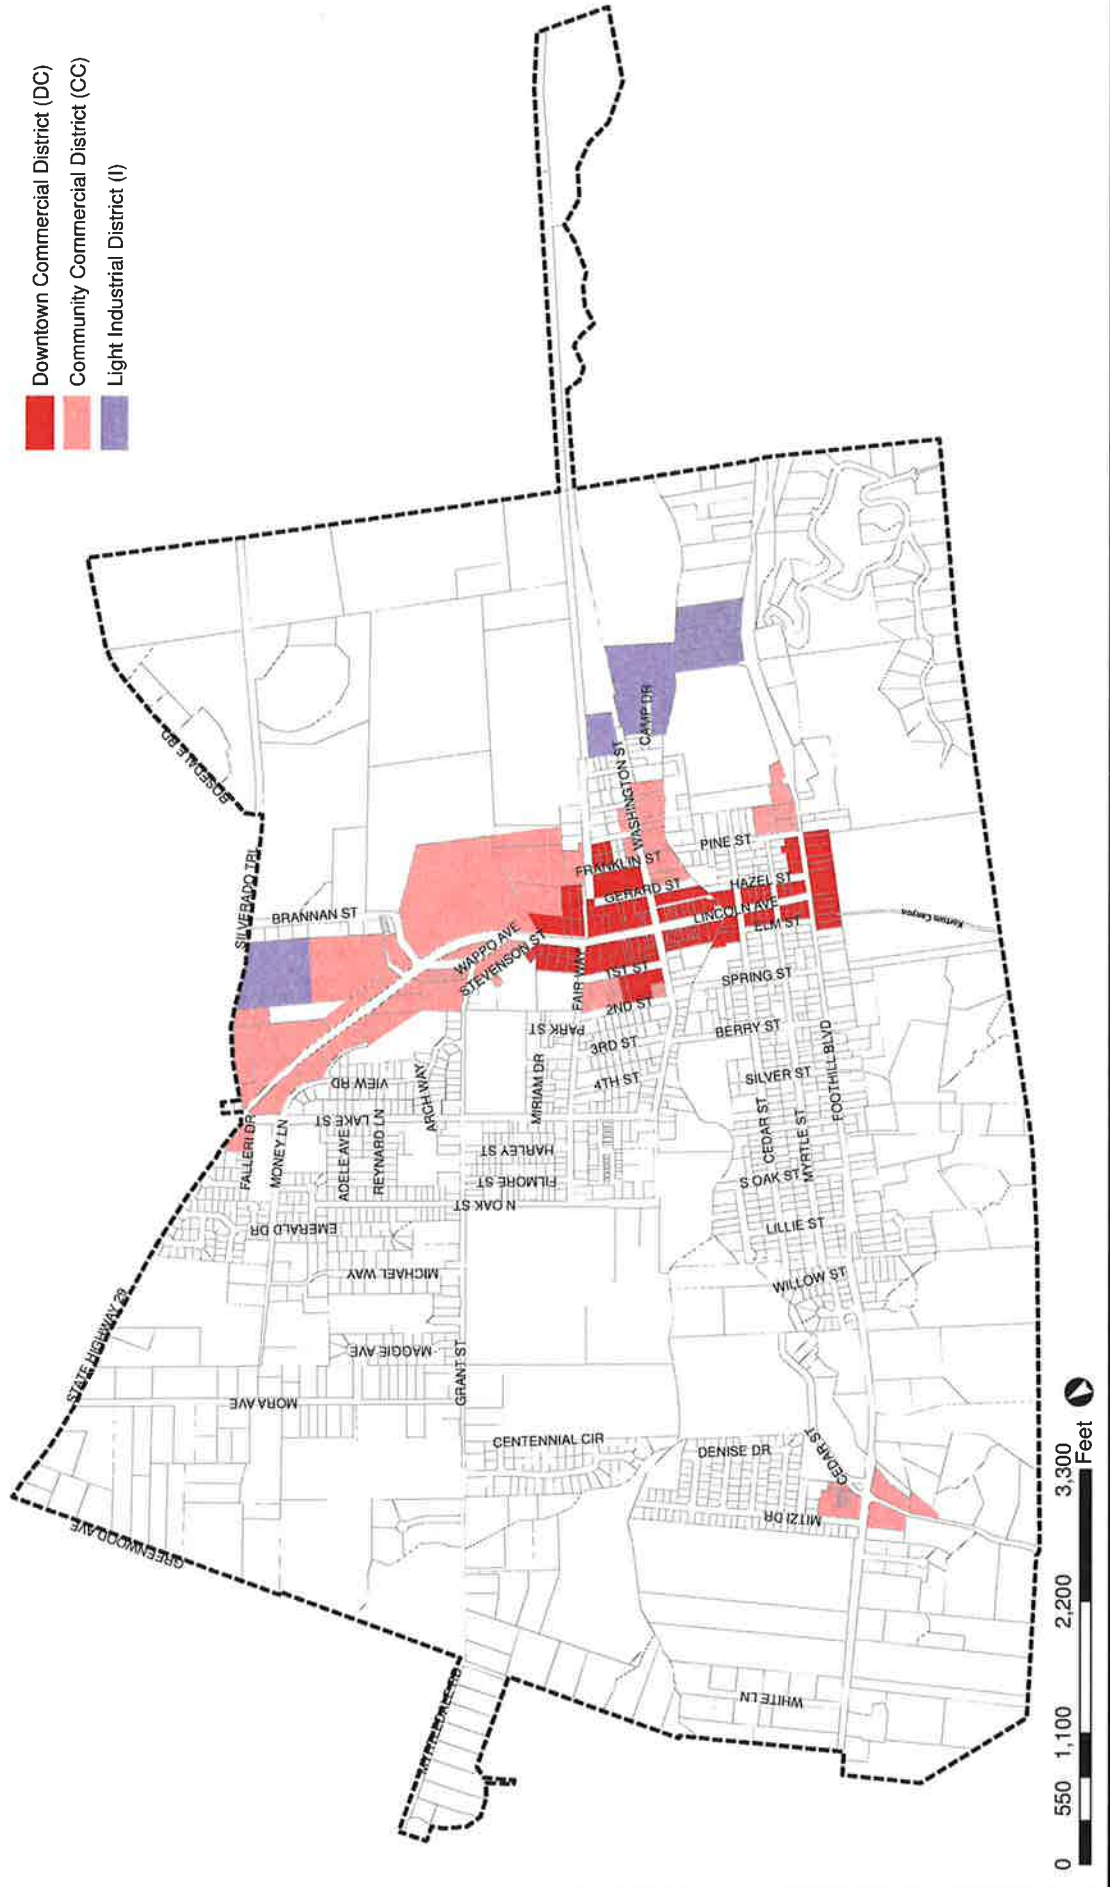 Downtown Commercial District (DC)
Community Commercial District (CC)
Light Industrial District (I)
ROSEDALE RD
SILVERADO TRL
BRANNAN ST
WAPPO AVE
STEVENSON ST
FAIR WAY
1ST ST
2ND ST
3RD ST
4TH ST
PARK ST
MIRIAM DR
WASHINGTON ST
CAMP DR
FRANKLIN ST
GERARD ST
PINE ST
HAZEL ST
LINCOLN AVE
ELM ST
SPRING ST
BERRY ST
SILVER ST
FOOTHILL BLVD
CEDAR ST
MYRTLE ST
S OAK ST
LILLIE ST
WILLOW ST
VIEW RD
ARCH WAY
LAKE ST
FALLERI DR
MONEY LN
ADELE AVE
REYNARD LN
HARLEY ST
FILMORE ST
N OAK ST
EMERALD DR
MICHAEL WAY
MAGGIE AVE
GRANT ST
STATE HIGHWAY 29
MORA AVE
CENTENNIAL CIR
DENISE DR
CEDAR ST
MITZI DR
GREENWOOD AVE
MYRTLEDALE RD
WHITE LN
0 550 1,100 2,200 3,300
Feet